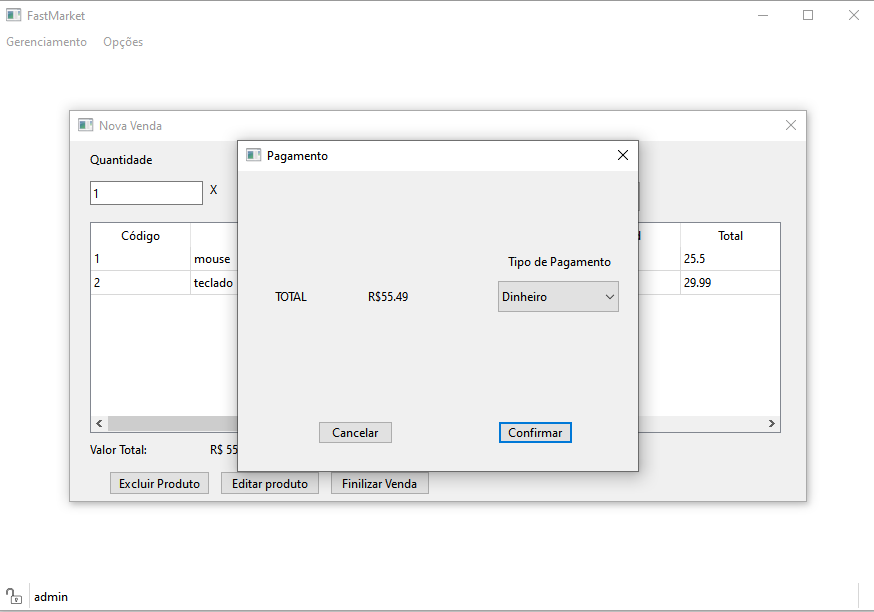 FastMarket
Gerenciamento Opções
Nova Venda
Pagamento
Quantidade
1 X
Código Total
1 mouse 25.5
2 teclado 29.99
Tipo de Pagamento
TOTAL R$55.49 Dinheiro
Cancelar Confirmar
Valor Total: R$ 55
Excluir Produto Editar produto Finilizar Venda
admin